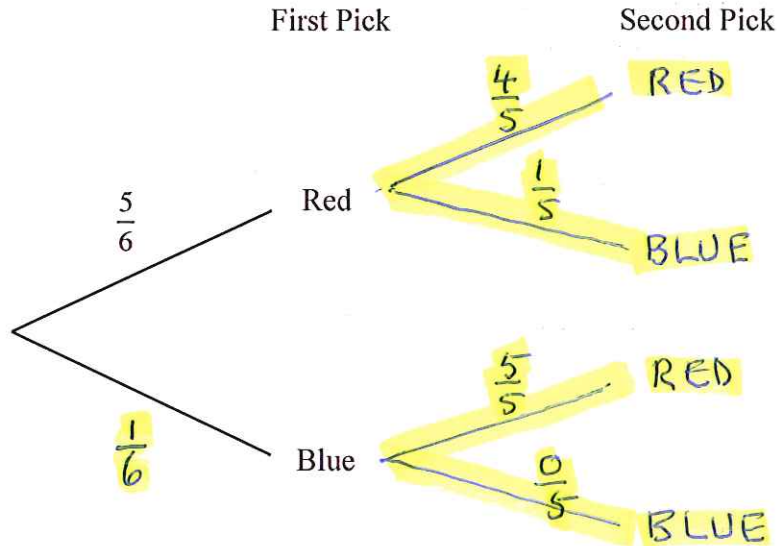 First Pick Second Pick
4/5 RED
5/6 Red
1/5
BLUE
5/5 RED
1/6 Blue
0/5
BLUE